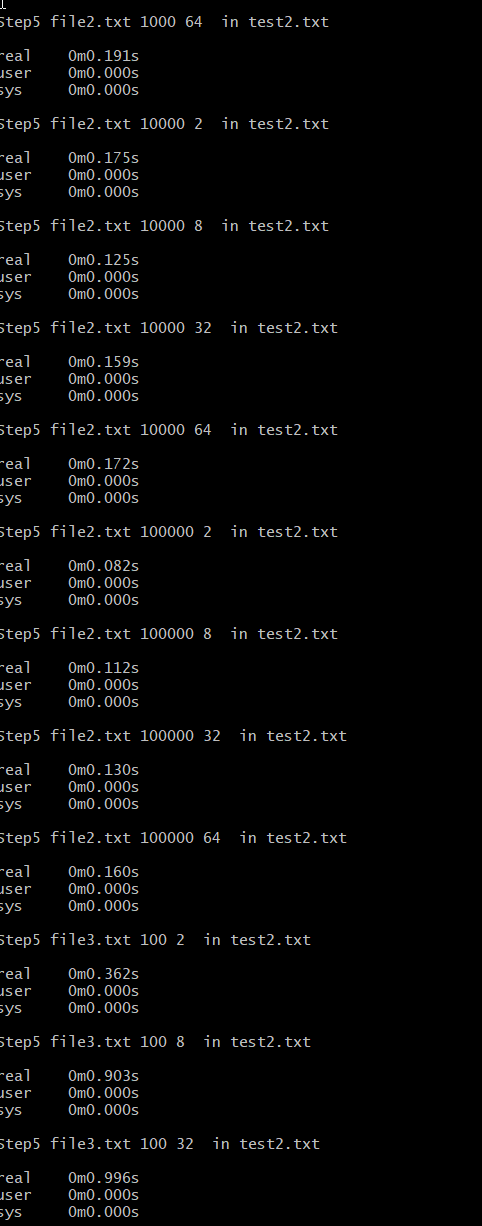 Step5 file2.txt 1000 64  in test2.txt
real    0m0.191s
user    0m0.000s
sys     0m0.000s
Step5 file2.txt 10000 2  in test2.txt
real    0m0.175s
user    0m0.000s
sys     0m0.000s
Step5 file2.txt 10000 8  in test2.txt
real    0m0.125s
user    0m0.000s
sys     0m0.000s
Step5 file2.txt 10000 32  in test2.txt
real    0m0.159s
user    0m0.000s
sys     0m0.000s
Step5 file2.txt 10000 64  in test2.txt
real    0m0.172s
user    0m0.000s
sys     0m0.000s
Step5 file2.txt 100000 2  in test2.txt
real    0m0.082s
user    0m0.000s
sys     0m0.000s
Step5 file2.txt 100000 8  in test2.txt
real    0m0.112s
user    0m0.000s
sys     0m0.000s
Step5 file2.txt 100000 32  in test2.txt
real    0m0.130s
user    0m0.000s
sys     0m0.000s
Step5 file2.txt 100000 64  in test2.txt
real    0m0.160s
user    0m0.000s
sys     0m0.000s
Step5 file3.txt 100 2  in test2.txt
real    0m0.362s
user    0m0.000s
sys     0m0.000s
Step5 file3.txt 100 8  in test2.txt
real    0m0.903s
user    0m0.000s
sys     0m0.000s
Step5 file3.txt 100 32  in test2.txt
real    0m0.996s
user    0m0.000s
sys     0m0.000s